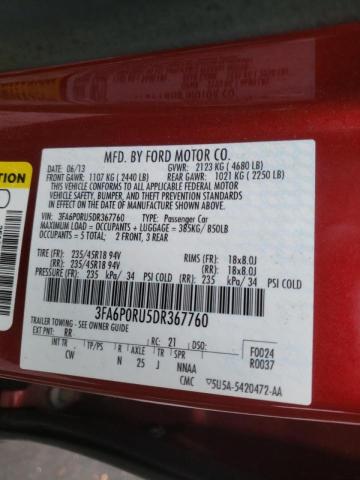 MFD. BY FORD MOTOR CO.
DATE: 06/13 GVWR: 2123 KG ( 4680 LB)
FRONT GAWR: 1107 KG ( 2440 LB) REAR GAWR: 1021 KG ( 2250 LB)
THIS VEHICLE CONFORMS TO ALL APPLICABLE FEDERAL MOTOR
VEHICLE SAFETY, BUMPER, AND THEFT PREVENTION STANDARDS
IN EFFECT ON THE DATE OF MANUFACTURE SHOWN ABOVE.
VIN: 3FA6P0RU5DR367760 TYPE: Passenger Car
MAXIMUM LOAD = OCCUPANTS + LUGGAGE = 385KG/ 850LB
OCCUPANTS = 5 TOTAL: 2 FRONT, 3 REAR
TIRE (FR): 235/45R18 94V RIMS (FR): 18x8.0J
(RR): 235/45R18 94V (RR): 18x8.0J
PRESSURE(FR): 235 kPa/ 34 PSI COLD (RR): 235 kPa/ 34 PSI COLD
3FA6P0RU5DR367760
TRAILER TOWING - SEE OWNERS GUIDE
EXT PNT: RR RC: 21 DSO: F0024
INT TR TP/PS R AXLE TR SPR R0037
CW N 25 J NNAA
CMC 5U5A-5420472-AA